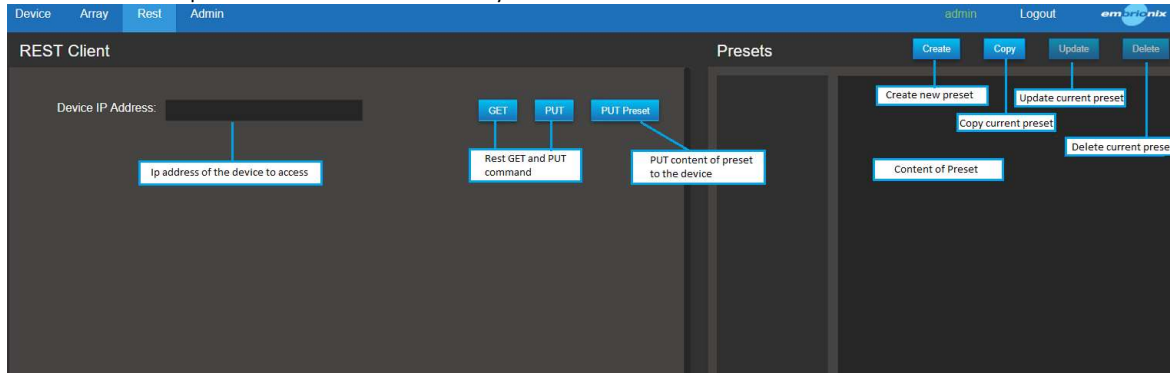 Device Array Rest Admin admin Logout embrionix
REST Client Presets Create Copy Update Delete
Create new preset
Update current preset
Device IP Address: GET PUT PUT Preset
Copy current preset
Delete current prese
Rest GET and PUT
command
PUT content of preset
to the device
Ip address of the device to access
Content of Preset